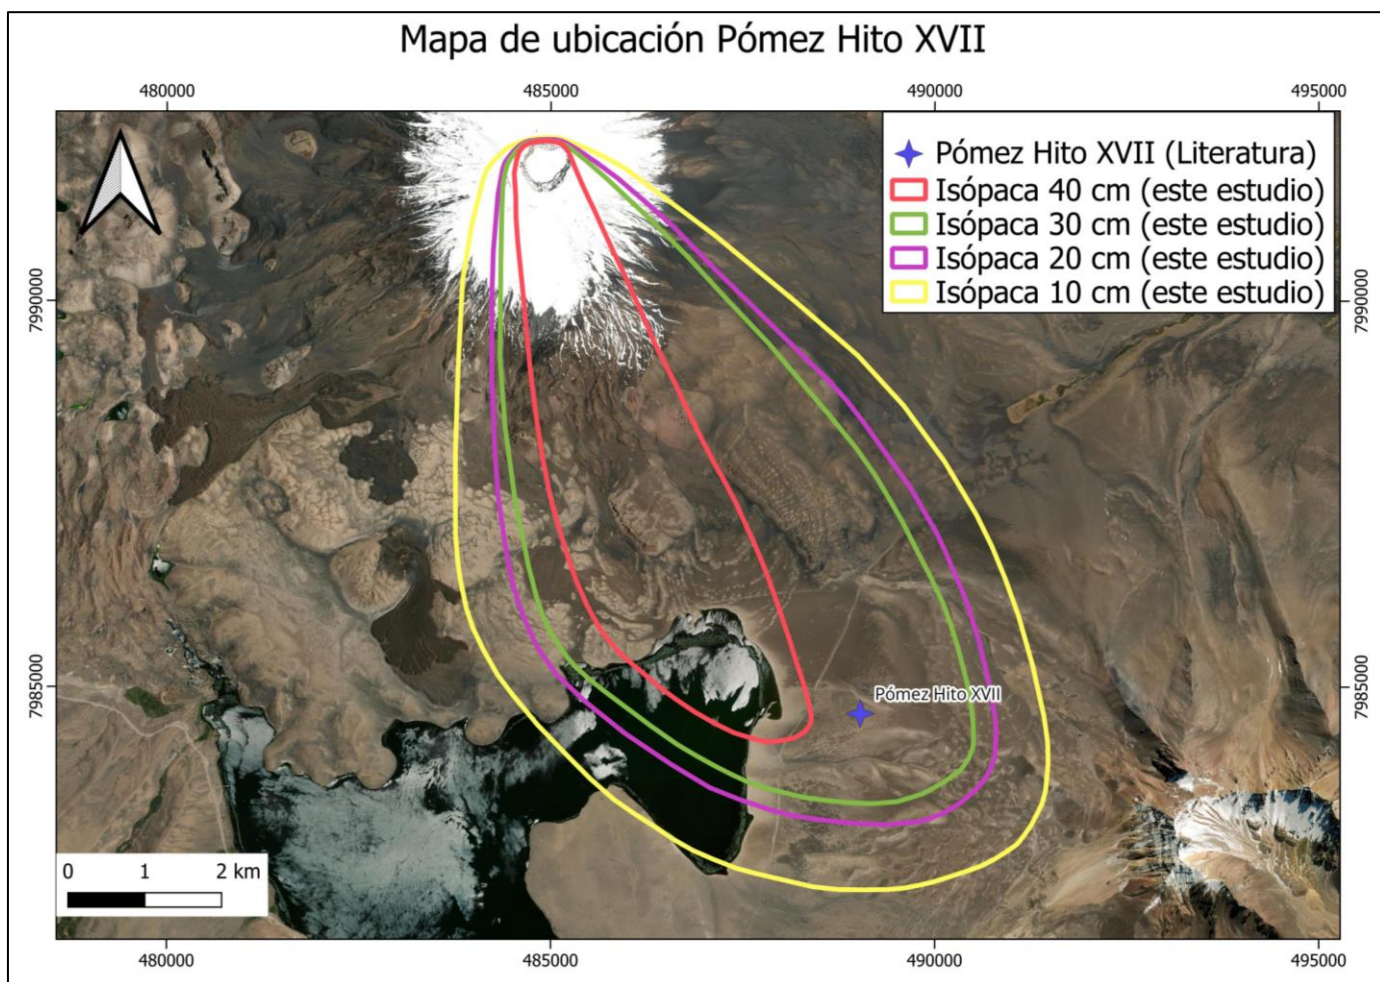 Mapa de ubicación Pómez Hito XVII
480000 485000 490000 495000
Pómez Hito XVII (Literatura)
Isópaca 40 cm (este estudio)
Isópaca 30 cm (este estudio)
Isópaca 20 cm (este estudio)
Isópaca 10 cm (este estudio)
7990000 7990000
7985000 7985000
Pómez Hito XVII
0 1 2 km
480000 485000 490000 495000